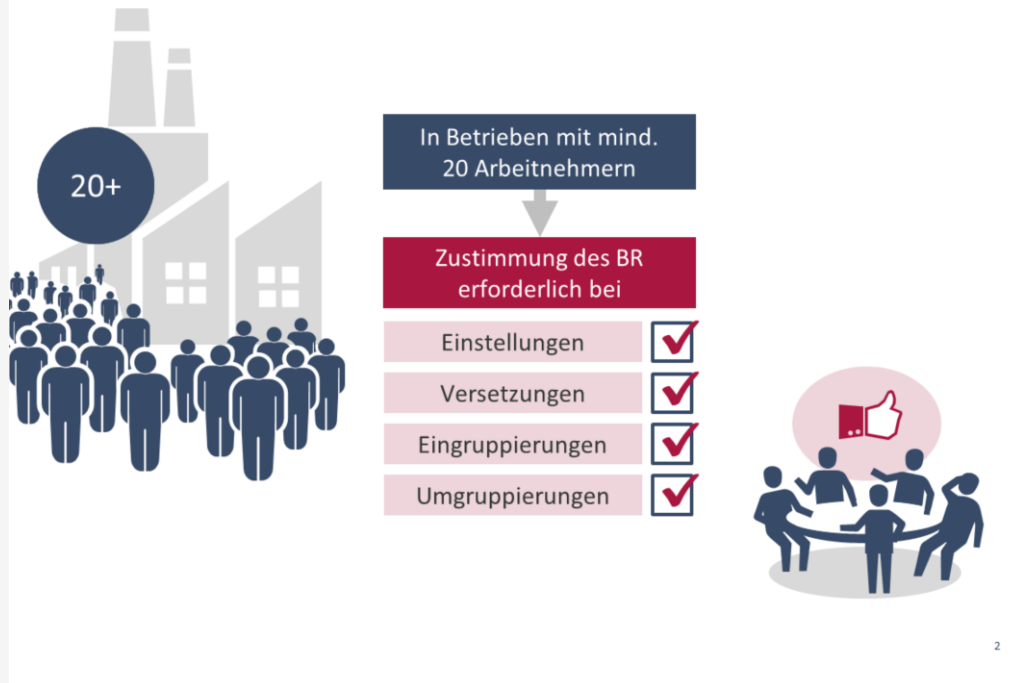 20+
In Betrieben mit mind.
20 Arbeitnehmern
Zustimmung des BR
erforderlich bei
Einstellungen
Versetzungen
Eingruppierungen
Umgruppierungen
2